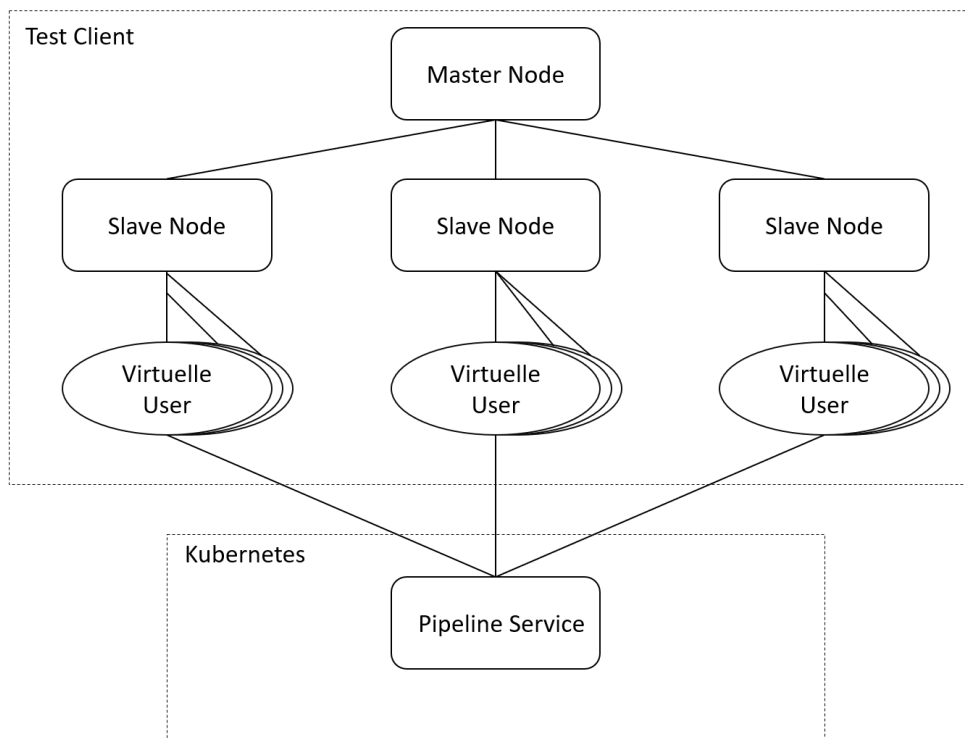 Test Client
Master Node
Slave Node
Slave Node
Slave Node
Virtuelle
User
Virtuelle
User
Virtuelle
User
Kubernetes
Pipeline Service